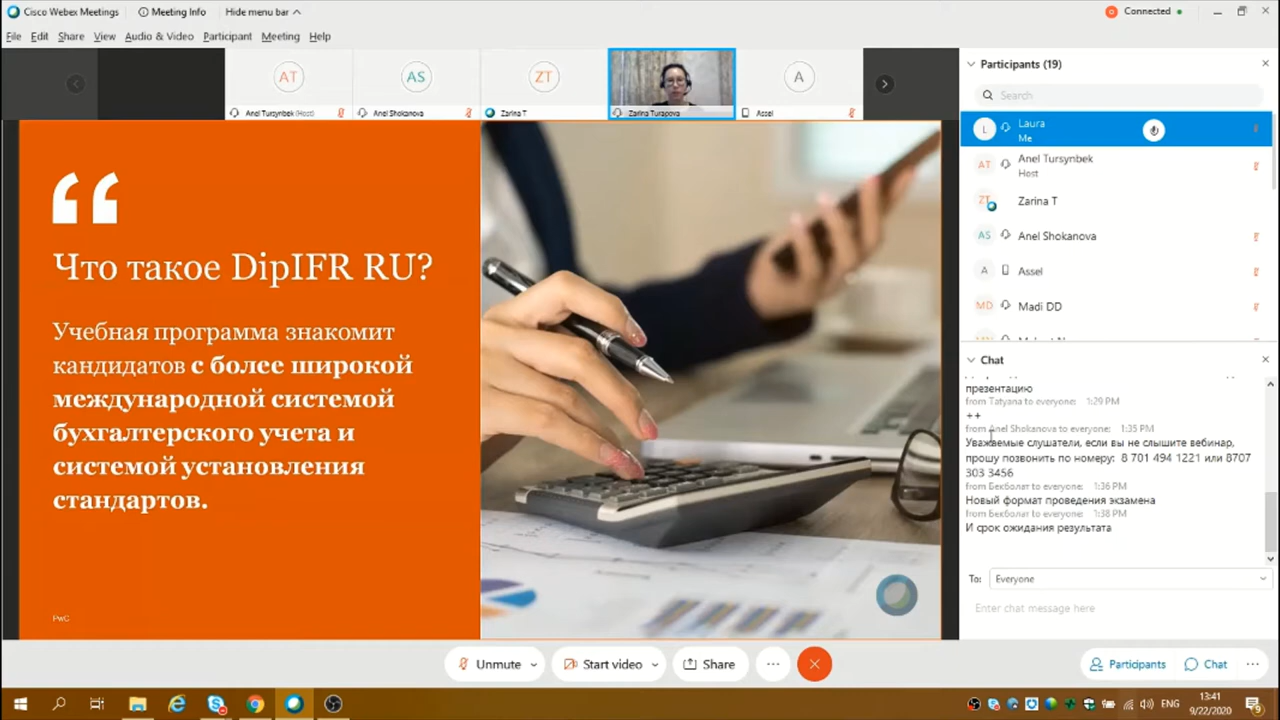 Cisco Webex Meetings
Meeting Info
Hide menu bar
Connected
File Edit Share View Audio & Video Participant Meeting Help
AT
Anel Tursynbek (Host)
AS
Anel Shokanova
ZT
Zarina T
Zarina Turapova
A
Assel
Что такое DipIFR RU?
Учебная программа знакомит
кандидатов с более широкой
международной системой
бухгалтерского учета и
системой установления
стандартов.
PwC
Participants (19)
Search
L
Laura
Me
AT
Anel Tursynbek
Host
ZT
Zarina T
AS
Anel Shokanova
A
Assel
MD
Madi DD
Chat
презентацию
from Tatyana to everyone: 1:29 PM
++
from Anel Shokanova to everyone: 1:35 PM
Уважаемые слушатели, если вы не слышите вебинар,
прошу позвонить по номеру: 8 701 494 1221 или 8707
303 3456
from Бекболат to everyone: 1:36 PM
Новый формат проведения экзамена
from Бекболат to everyone: 1:38 PM
И срок ожидания результата
To: Everyone
Enter chat message here
Unmute
Start video
Share
Participants
Chat
ENG
13:41
9/22/2020